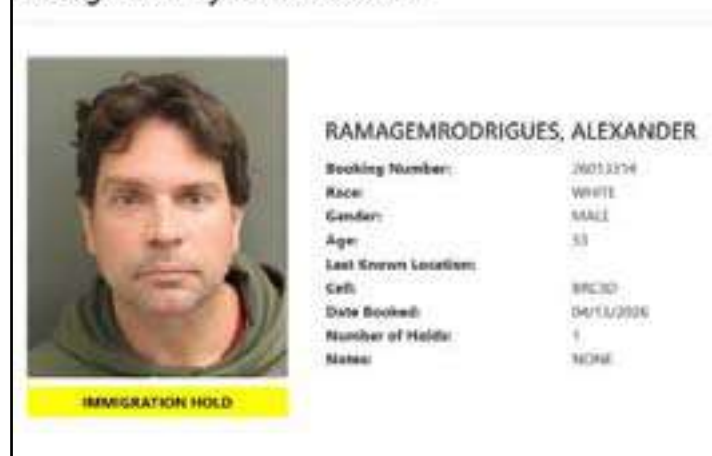 RAMAGEMRODRIGUES, ALEXANDER
Booking Number:
Race: WHITE
Gender: MALE
Age: 53
Last Known Location:
Cell:
Date Booked: 04/13/2026
Number of Holds: 1
Notes: NONE
IMMIGRATION HOLD